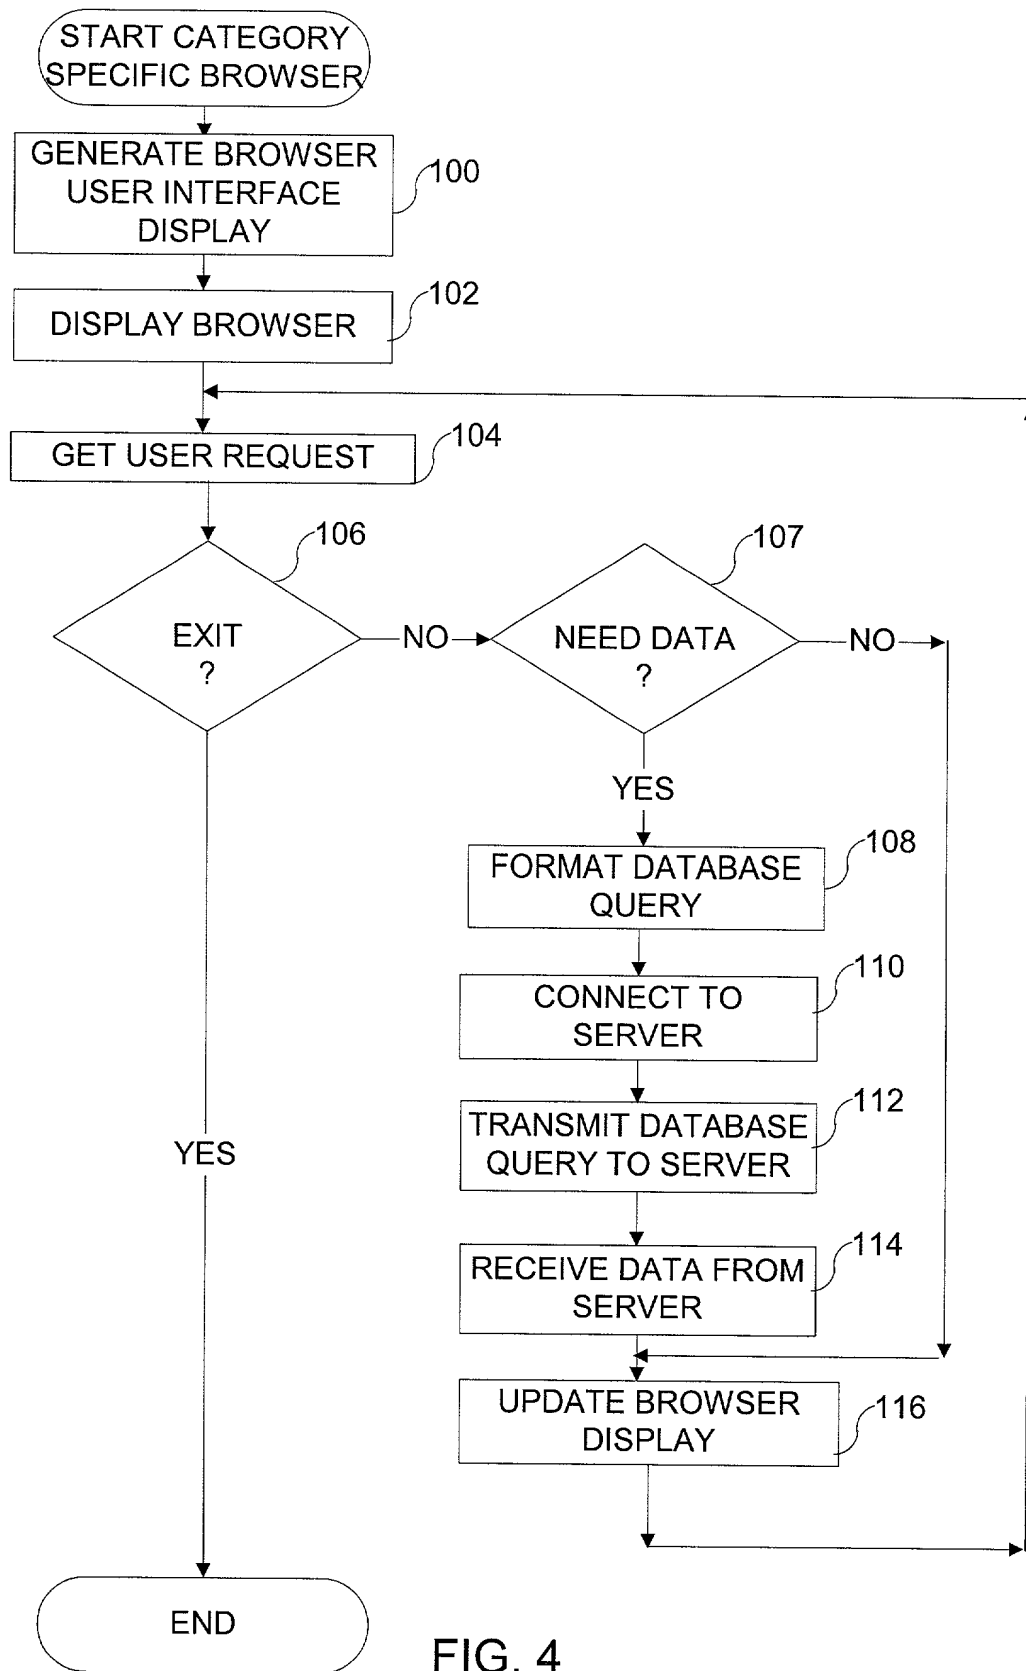 START CATEGORY
SPECIFIC BROWSER
GENERATE BROWSER
USER INTERFACE
DISPLAY
100
DISPLAY BROWSER
102
GET USER REQUEST
104
106
EXIT
?
NO
107
NEED DATA
?
NO
YES
108
FORMAT DATABASE
QUERY
110
CONNECT TO
SERVER
112
TRANSMIT DATABASE
QUERY TO SERVER
YES
114
RECEIVE DATA FROM
SERVER
UPDATE BROWSER
DISPLAY
116
END
FIG. 4